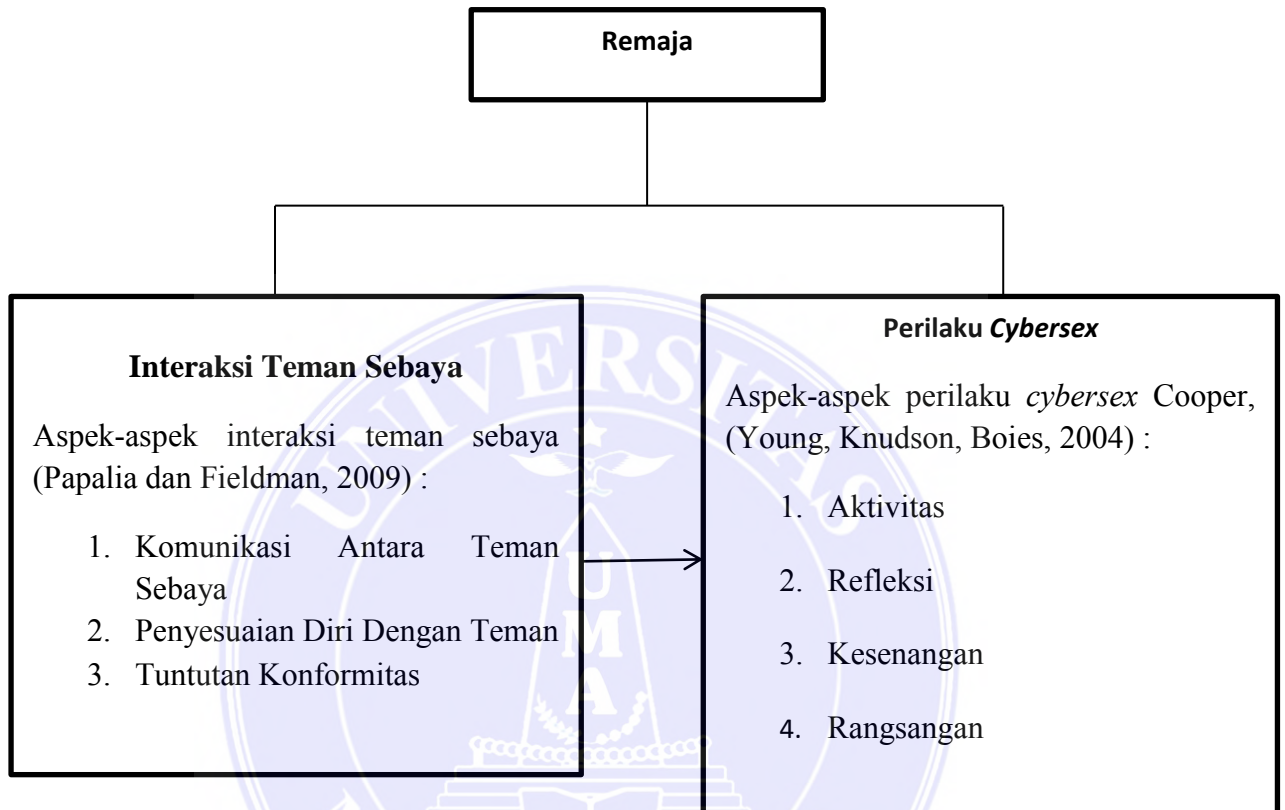 Remaja
Interaksi Teman Sebaya
Aspek-aspek interaksi teman sebaya
(Papalia dan Fieldman, 2009) :
1. Komunikasi Antara Teman
Sebaya
2. Penyesuaian Diri Dengan Teman
3. Tuntutan Konformitas
Perilaku Cybersex
Aspek-aspek perilaku cybersex Cooper,
(Young, Knudson, Boies, 2004) :
1. Aktivitas
2. Refleksi
3. Kesenangan
4. Rangsangan
UNIVERSITAS
U
M
A